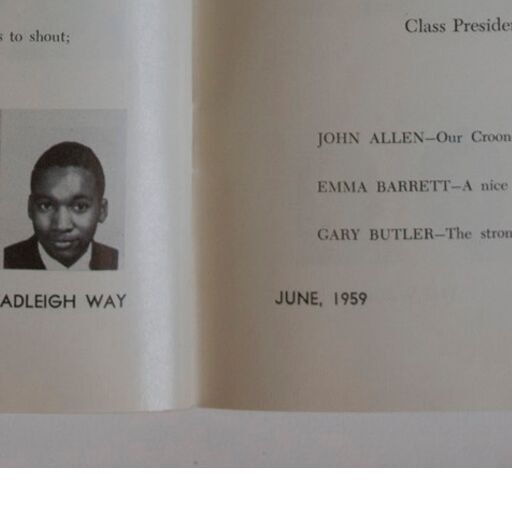 s to shout;
ADLEIGH WAY
Class Preside
JOHN ALLEN—Our Croon
EMMA BARRETT—A nice
GARY BUTLER—The stron
JUNE, 1959